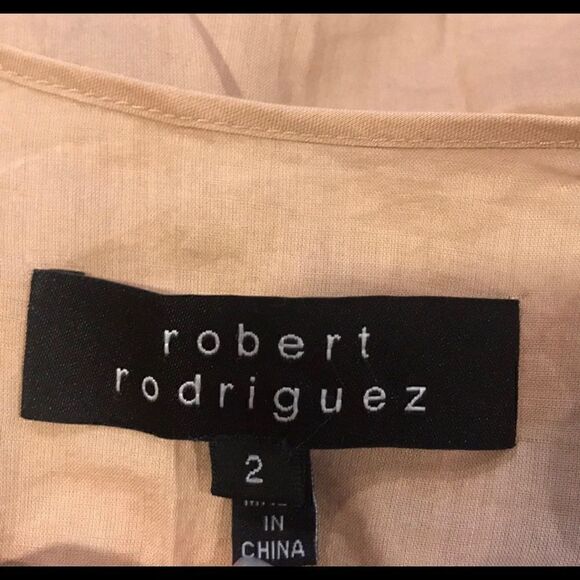 robert
rodriguez
2
IN
CHINA